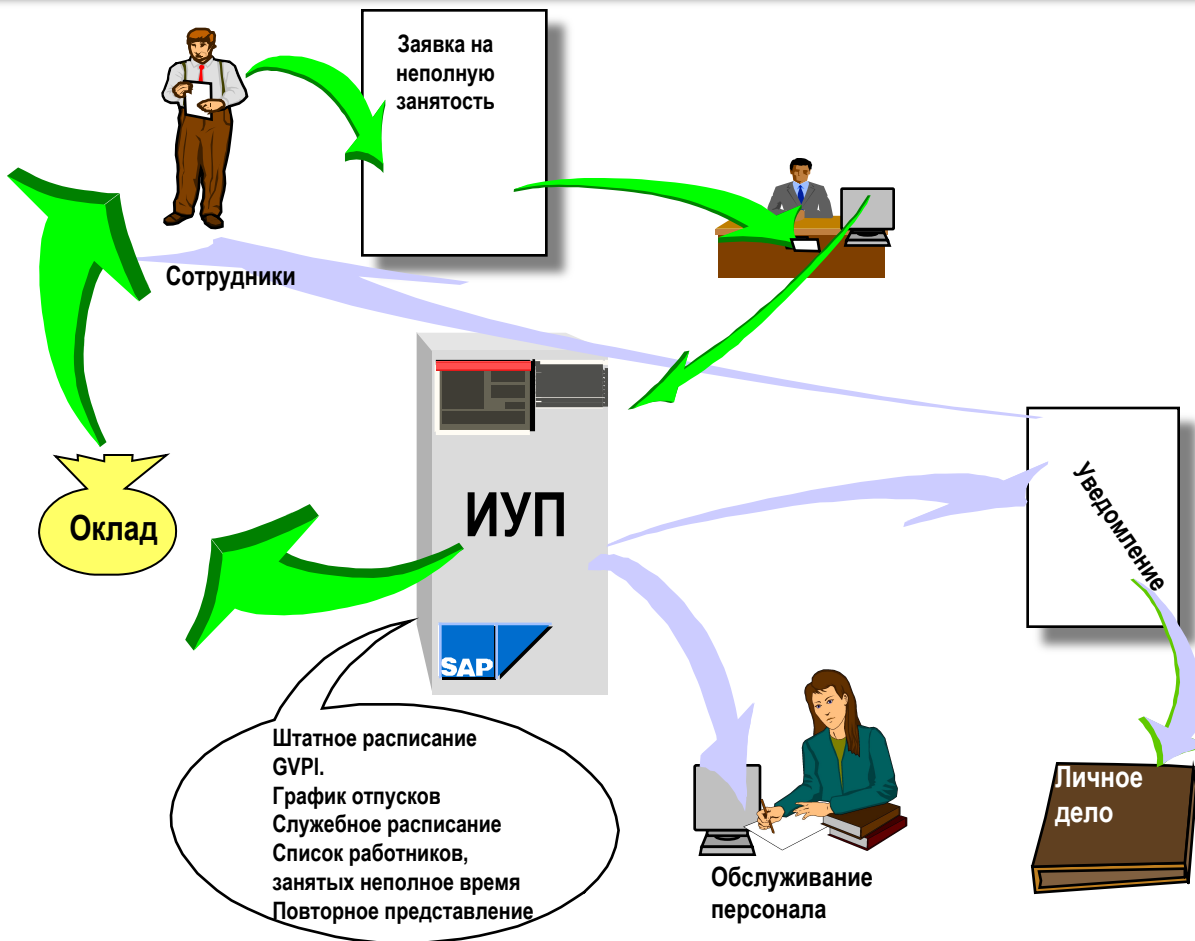 Заявка на
неполную
занятость
Сотрудники
ИУП
Оклад
Уведомление
SAP
Штатное расписание
GVPI.
График отпусков
Служебное расписание
Список работников,
занятых неполное время
Повторное представление
Обслуживание
персонала
Личное
дело